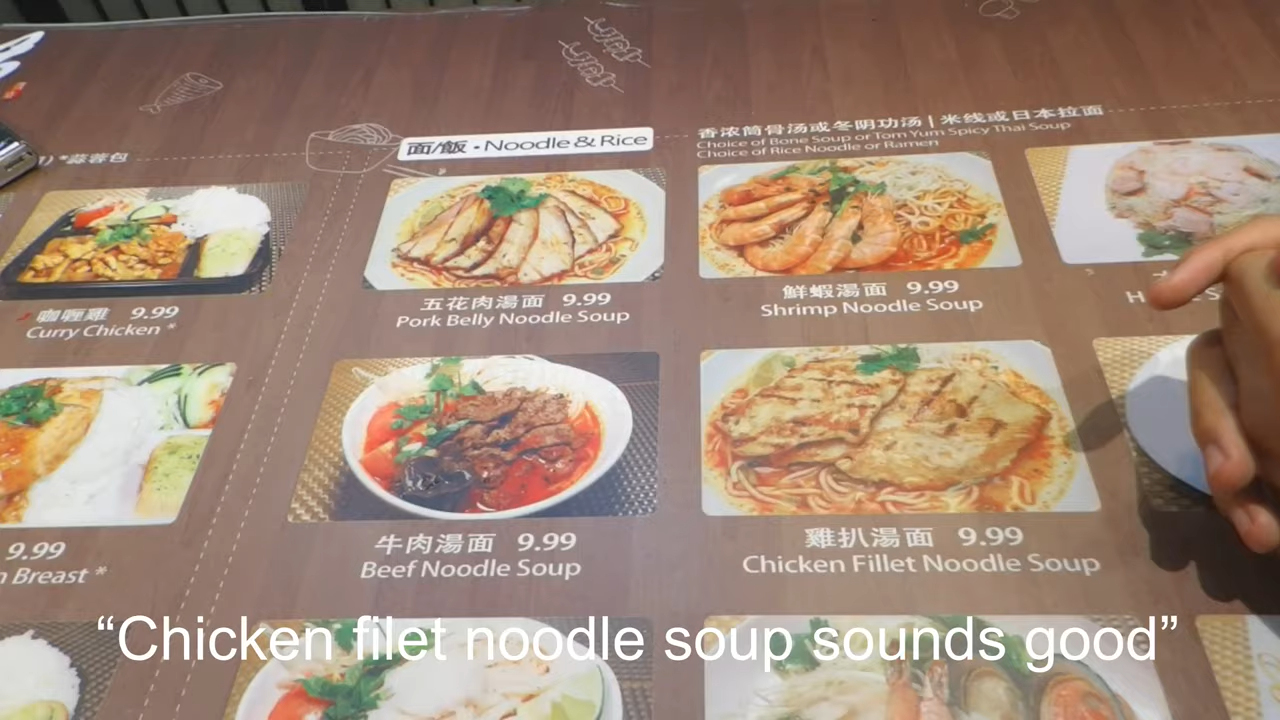 *蒜蓉包
面/飯・Noodle & Rice
香浓筒骨汤或冬阴功汤 | 米线或日本拉面
Choice of Bone Soup or Tom Yum Spicy Thai Soup
Choice of Rice Noodle or Ramen
咖喱雞 9.99
Curry Chicken *
五花肉湯面 9.99
Pork Belly Noodle Soup
鮮蝦湯面 9.99
Shrimp Noodle Soup
9.99
Breast *
牛肉湯面 9.99
Beef Noodle Soup
雞扒湯面 9.99
Chicken Fillet Noodle Soup
“Chicken filet noodle soup sounds good”